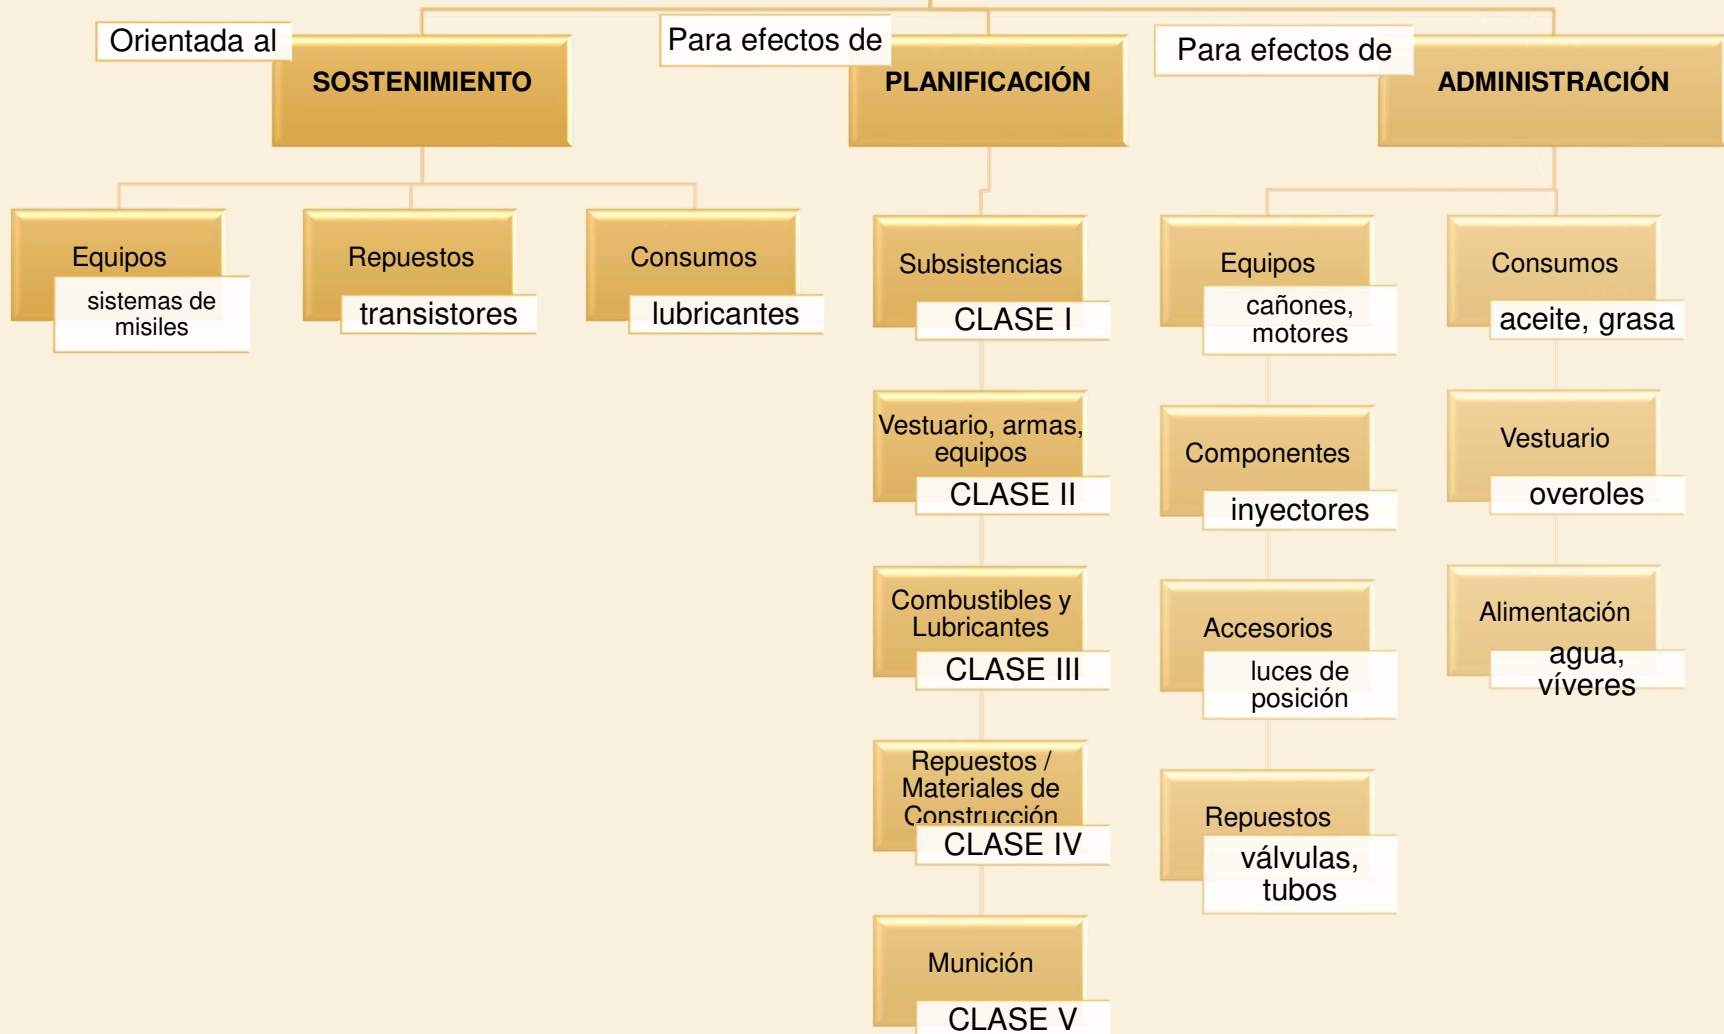 Orientada al
SOSTENIMIENTO
Para efectos de
PLANIFICACIÓN
Para efectos de
ADMINISTRACIÓN
Equipos
sistemas de
misiles
Repuestos
transistores
Consumos
lubricantes
Subsistencias
CLASE I
Vestuario, armas,
equipos
CLASE II
Combustibles y
Lubricantes
CLASE III
Repuestos /
Materiales de
Construcción
CLASE IV
Munición
CLASE V
Equipos
cañones,
motores
Componentes
inyectores
Accesorios
luces de
posición
Repuestos
válvulas,
tubos
Consumos
aceite, grasa
Vestuario
overoles
Alimentación
agua,
víveres